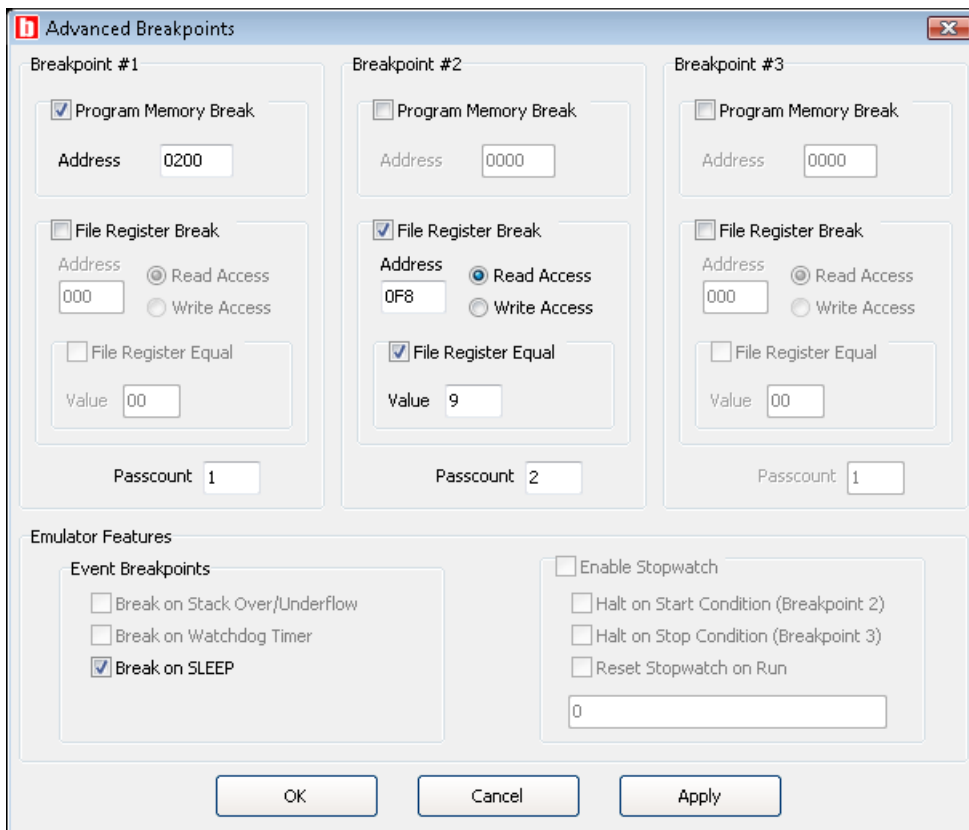 Advanced Breakpoints
Breakpoint #1
Program Memory Break
Address 0200
File Register Break
Address
000
Read Access
Write Access
File Register Equal
Value 00
Passcount 1
Breakpoint #2
Program Memory Break
Address 0000
File Register Break
Address
0F8
Read Access
Write Access
File Register Equal
Value 9
Passcount 2
Breakpoint #3
Program Memory Break
Address 0000
File Register Break
Address
000
Read Access
Write Access
File Register Equal
Value 00
Passcount 1
Emulator Features
Event Breakpoints
Break on Stack Over/Underflow
Break on Watchdog Timer
Break on SLEEP
Enable Stopwatch
Halt on Start Condition (Breakpoint 2)
Halt on Stop Condition (Breakpoint 3)
Reset Stopwatch on Run
0
OK
Cancel
Apply